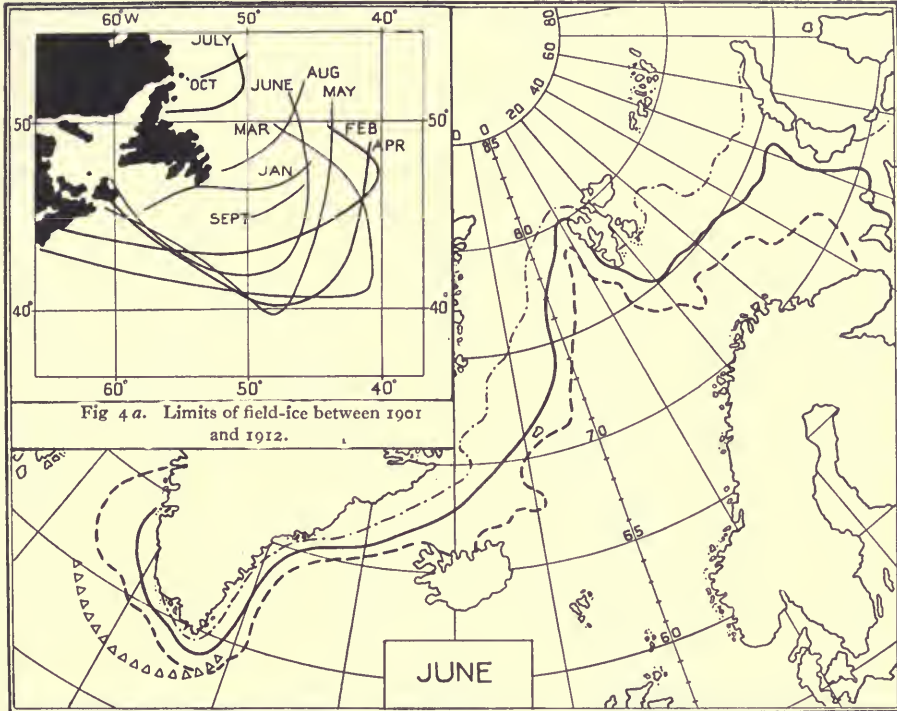 60°W
50°
40°
JULY
OCT
JUNE
AUG
MAY
50°
MAR
FEB
50°
APR
JAN
SEPT
40°
40°
60°
50°
40°
Fig 4 a. Limits of field-ice between 1901
and 1912.
80
60
40
20
0
85
80
70
65
60
JUNE